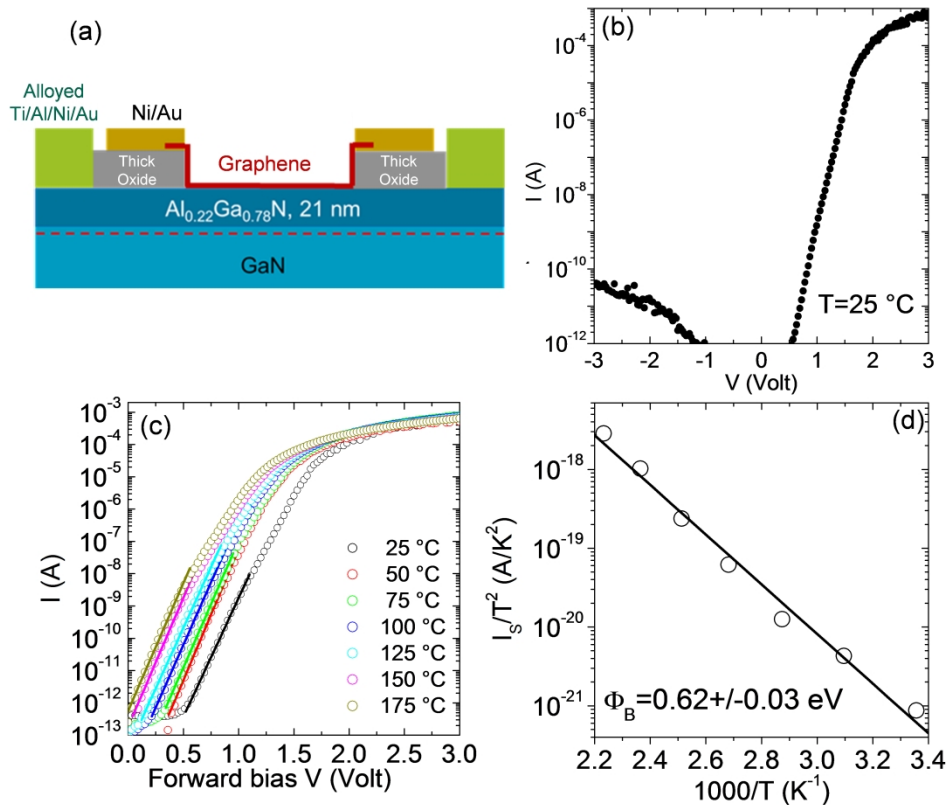 (a)
Alloyed
Ti/Al/Ni/Au
Ni/Au
Thick
Oxide
Graphene
Thick
Oxide
Al0.22Ga0.78N, 21 nm
GaN
(b)
I (A)
10-4
10-6
10-8
10-10
10-12
T=25 °C
-3 -2 -1 0 1 2 3
V (Volt)
(c)
I (A)
10-3
10-4
10-5
10-6
10-7
10-8
10-9
10-10
10-11
10-12
10-13
25 °C
50 °C
75 °C
100 °C
125 °C
150 °C
175 °C
0.0 0.5 1.0 1.5 2.0 2.5 3.0
Forward bias V (Volt)
(d)
IS/T2 (A/K2)
10-18
10-19
10-20
10-21
ΦB=0.62+/-0.03 eV
2.2 2.4 2.6 2.8 3.0 3.2 3.4
1000/T (K-1)